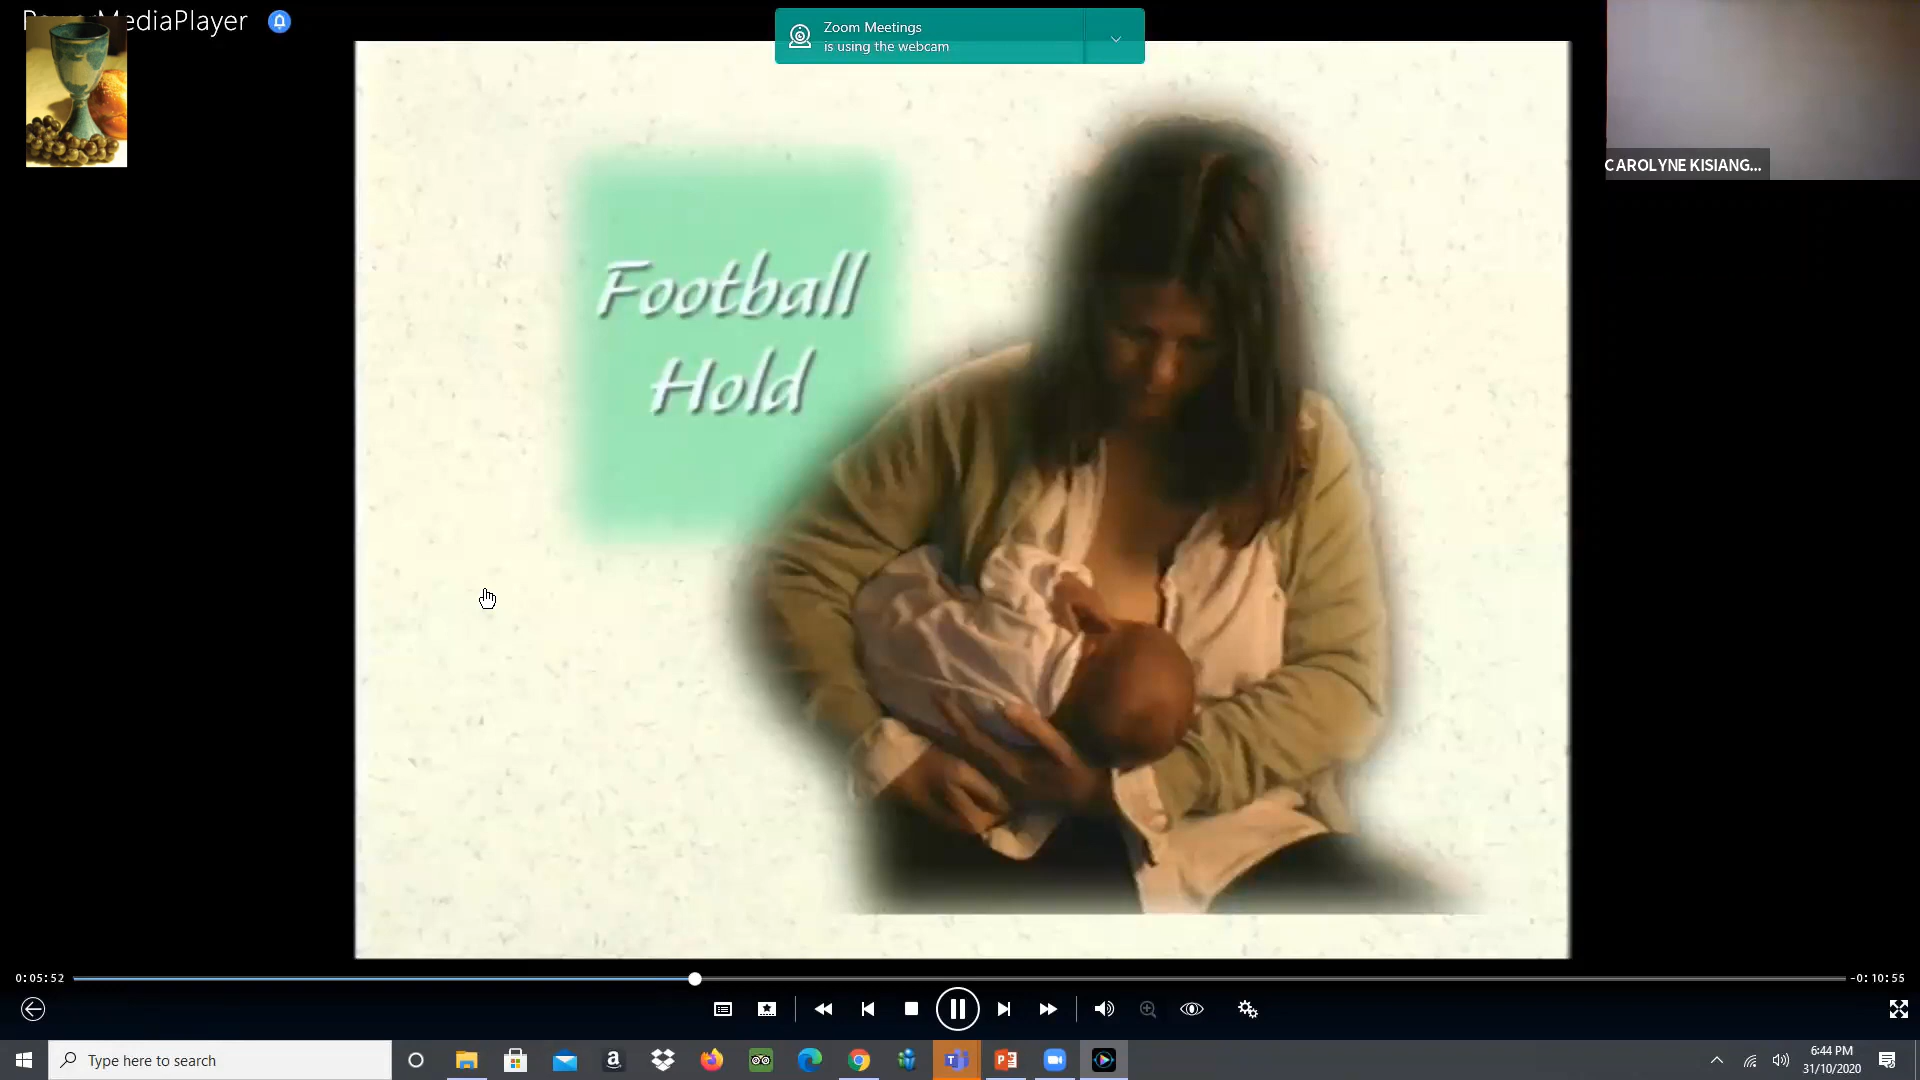 MediaPlayer
Zoom Meetings
is using the webcam
CAROLYNE KISIANG...
Football
Hold
0:05:52
-0:10:55
Type here to search
6:44 PM
31/10/2020